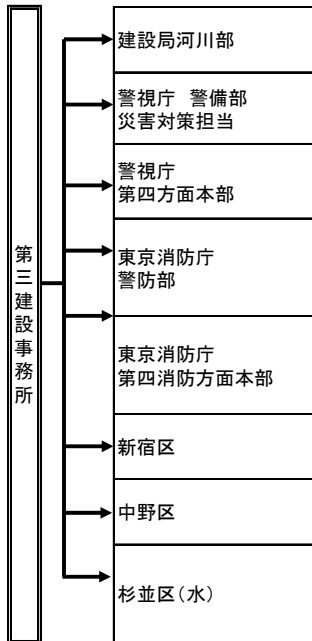 第三建設事務所
建設局河川部
警視庁 警備部
災害対策担当
警視庁
第四方面本部
東京消防庁
警防部
東京消防庁
第四消防方面本部
新宿区
中野区
杉並区(水)